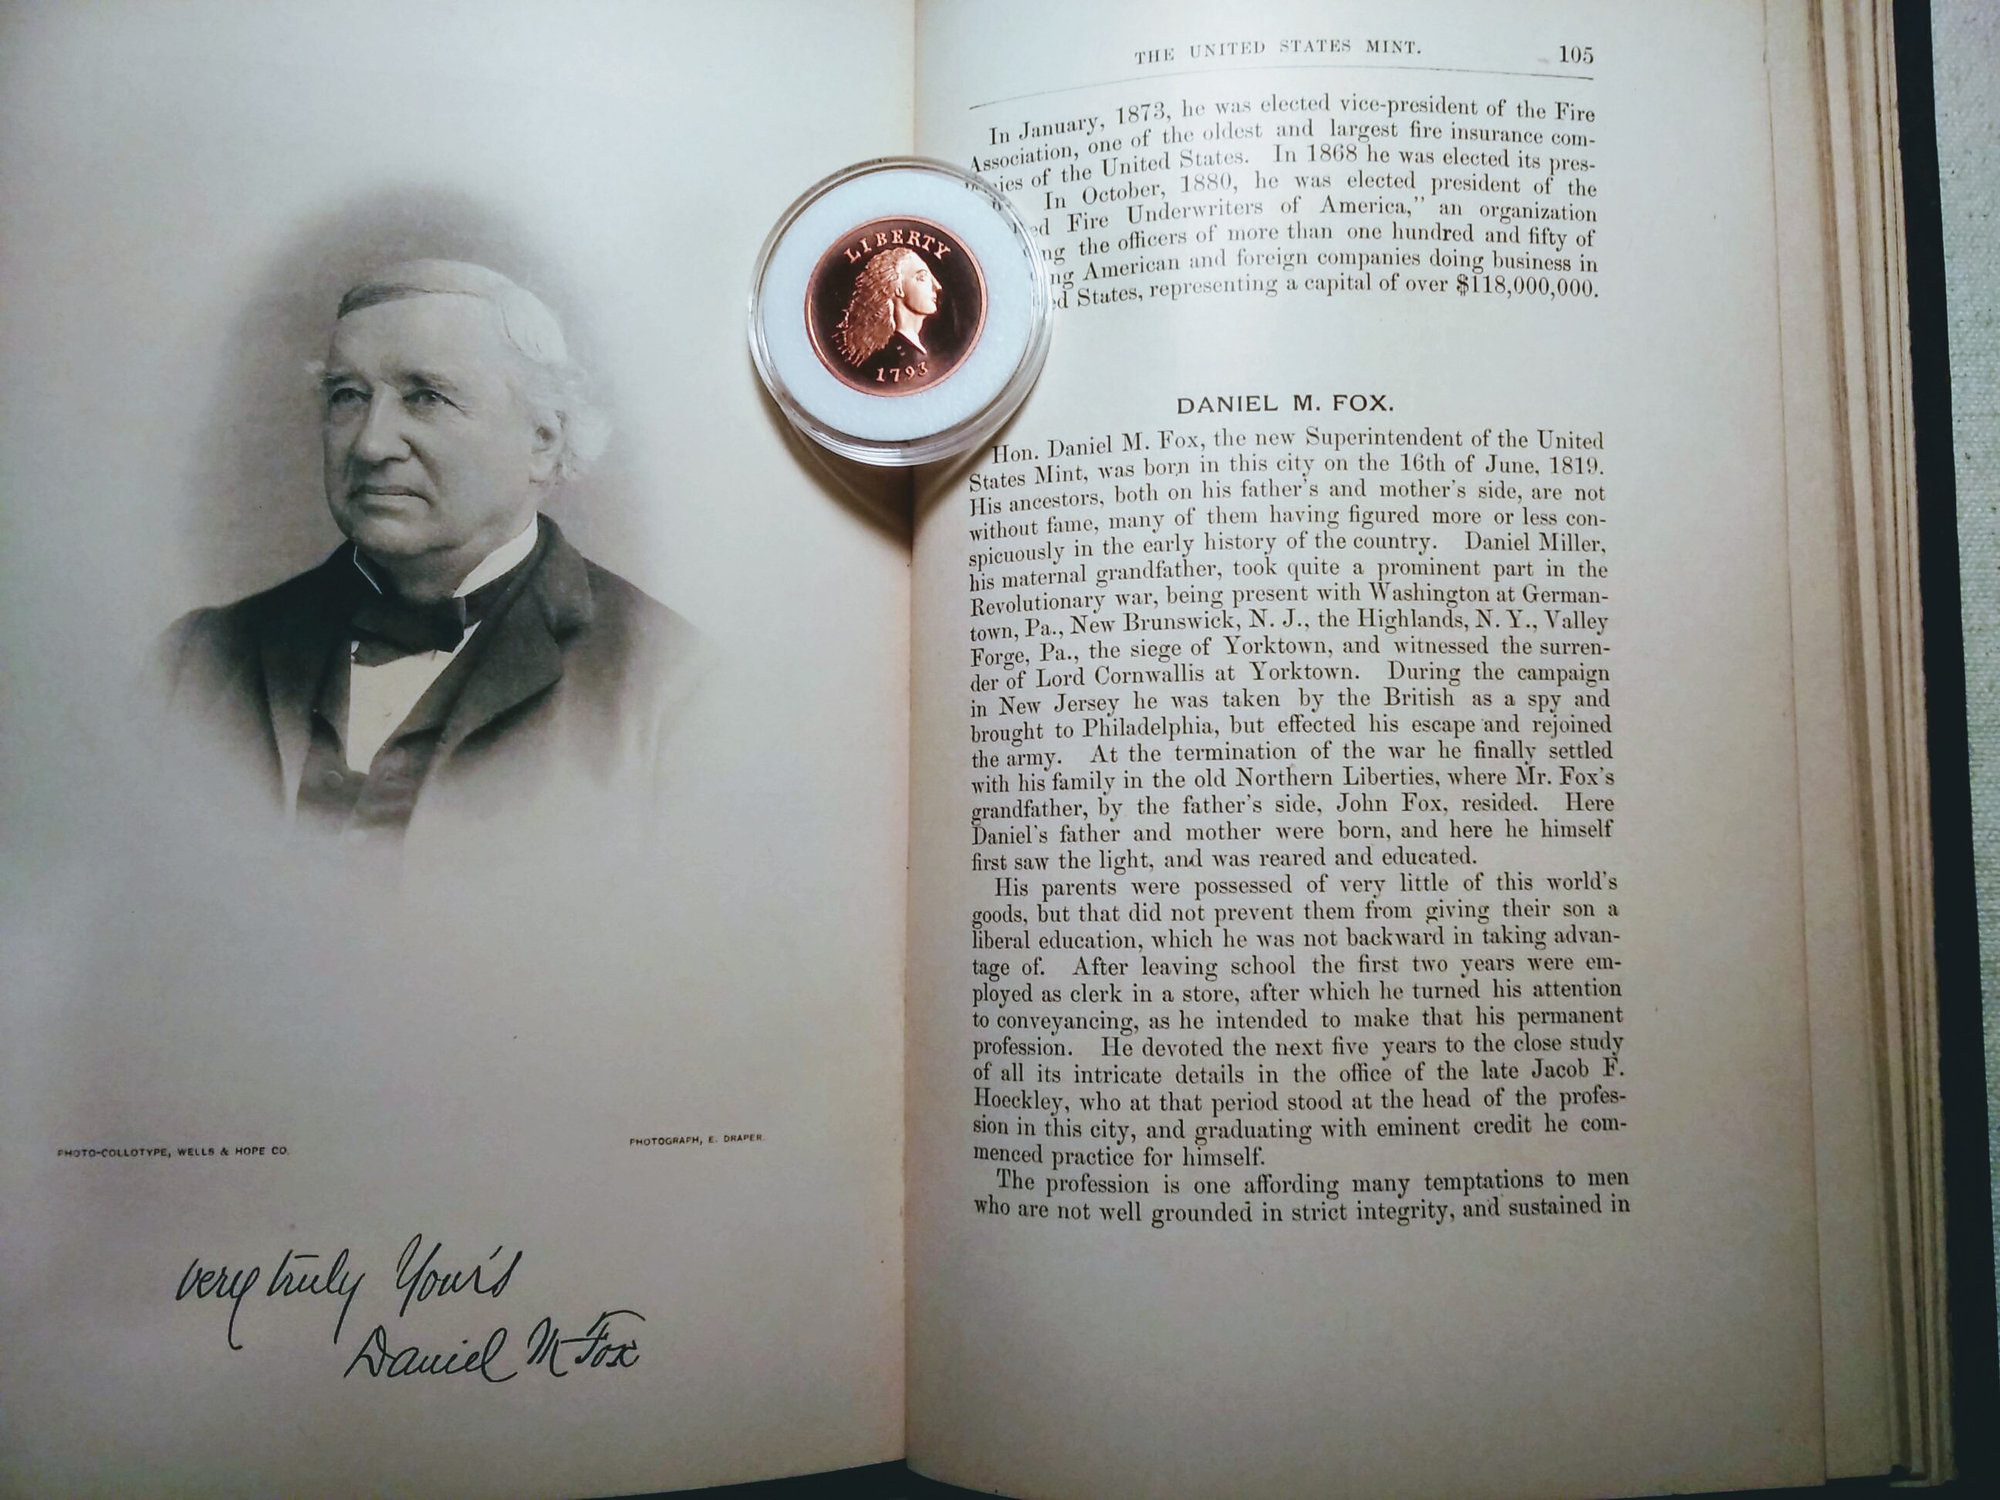 PHOTO-COLLOTYPE, WELLS & HOPE CO.
PHOTOGRAPH, E. DRAPER.
very truly Your's
Daniel M Fox
LIBERTY
1793
THE UNITED STATES MINT. 105
In January, 1873, he was elected vice-president of the Fire
Association, one of the oldest and largest fire insurance com-
ies of the United States. In 1868 he was elected its pres-
In October, 1880, he was elected president of the
ed Fire Underwriters of America," an organization
ng the officers of more than one hundred and fifty of
ng American and foreign companies doing business in
ed States, representing a capital of over $118,000,000.
DANIEL M. FOX.
Hon. Daniel M. Fox, the new Superintendent of the United
States Mint, was born in this city on the 16th of June, 1819.
His ancestors, both on his father's and mother's side, are not
without fame, many of them having figured more or less con-
spicuously in the early history of the country. Daniel Miller,
his maternal grandfather, took quite a prominent part in the
Revolutionary war, being present with Washington at German-
town, Pa., New Brunswick, N. J., the Highlands, N. Y., Valley
Forge, Pa., the siege of Yorktown, and witnessed the surren-
der of Lord Cornwallis at Yorktown. During the campaign
in New Jersey he was taken by the British as a spy and
brought to Philadelphia, but effected his escape and rejoined
the army. At the termination of the war he finally settled
with his family in the old Northern Liberties, where Mr. Fox's
grandfather, by the father's side, John Fox, resided. Here
Daniel's father and mother were born, and here he himself
first saw the light, and was reared and educated.
His parents were possessed of very little of this world's
goods, but that did not prevent them from giving their son a
liberal education, which he was not backward in taking advan-
tage of. After leaving school the first two years were em-
ployed as clerk in a store, after which he turned his attention
to conveyancing, as he intended to make that his permanent
profession. He devoted the next five years to the close study
of all its intricate details in the office of the late Jacob F.
Hoeckley, who at that period stood at the head of the profes-
sion in this city, and graduating with eminent credit he com-
menced practice for himself.
The profession is one affording many temptations to men
who are not well grounded in strict integrity, and sustained in